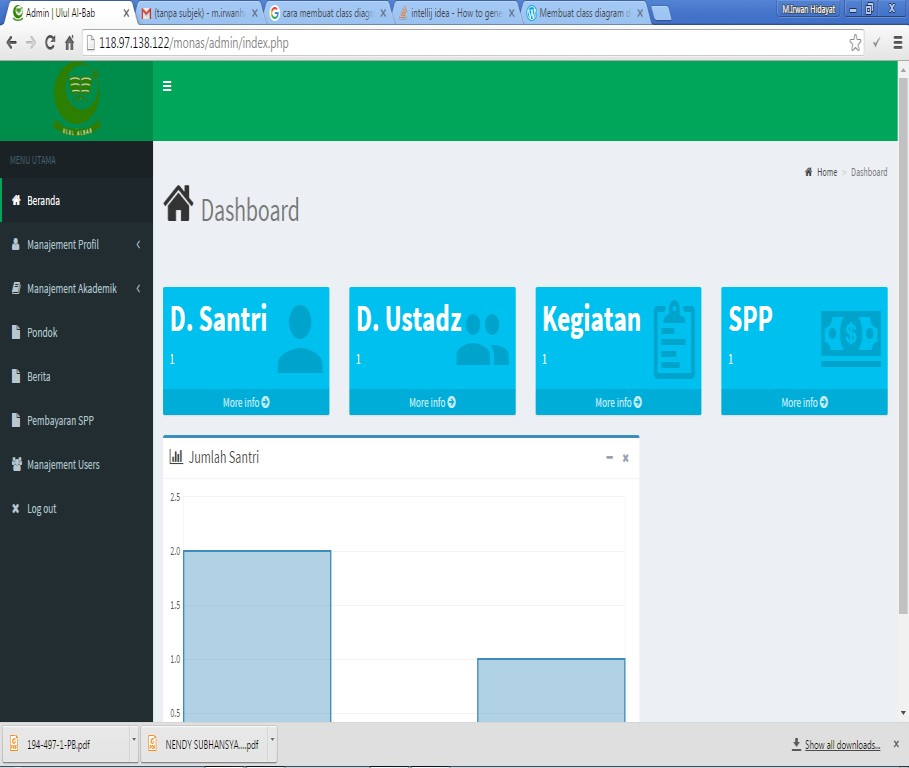 Admin | Ulul Al-Bab
(tanpa subjek) - m.irwanh
cara membuat class diagr
intellij idea - How to gene
Membuat class diagram d
M.Irwan Hidayat
118.97.138.122/monas/admin/index.php
ULUL ALBAB
MENU UTAMA
Beranda
Manajement Profil
Manajement Akademik
Pondok
Berita
Pembayaran SPP
Manajement Users
Log out
Home > Dashboard
Dashboard
D. Santri
1
More info
D. Ustadz
1
More info
Kegiatan
1
More info
SPP
1
More info
Jumlah Santri
2.5
2.0
1.5
1.0
0.5
194-497-1-PB.pdf
NENDY SUBHANSYA....pdf
Show all downloads...